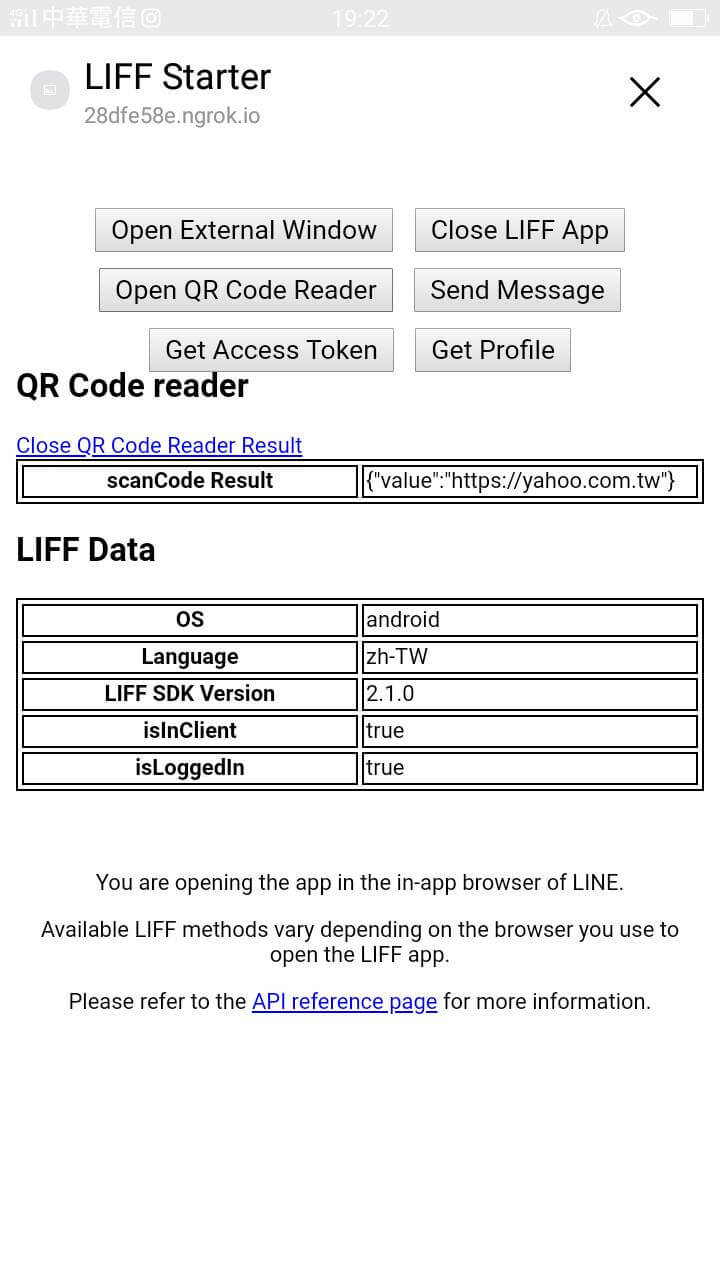 4G 中華電信 19:22
LIFF Starter
28dfe58e.ngrok.io
Open External Window Close LIFF App
Open QR Code Reader Send Message
Get Access Token Get Profile
QR Code reader
Close QR Code Reader Result
scanCode Result {"value":"https://yahoo.com.tw"}
LIFF Data
OS android
Language zh-TW
LIFF SDK Version 2.1.0
isInClient true
isLoggedIn true
You are opening the app in the in-app browser of LINE.
Available LIFF methods vary depending on the browser you use to
open the LIFF app.
Please refer to the API reference page for more information.